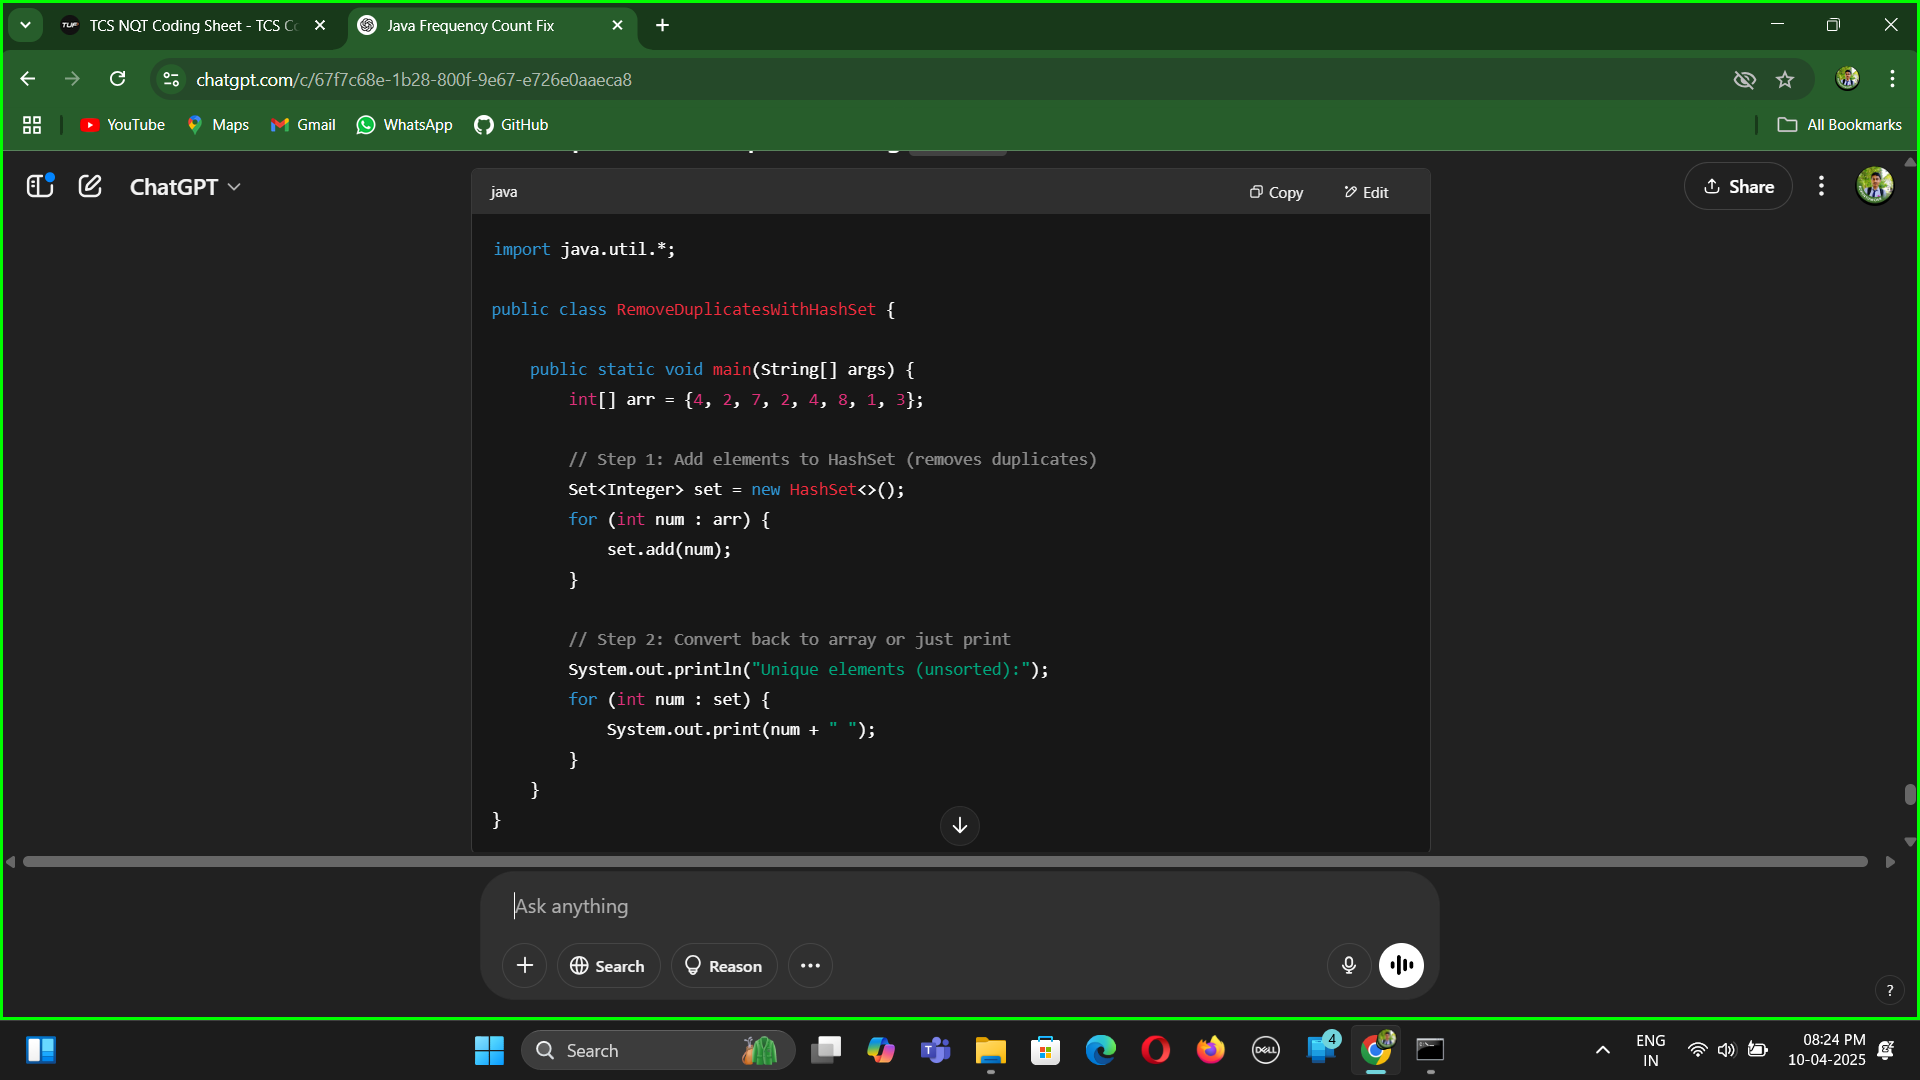 TCS NQT Coding Sheet - TCS Co
Java Frequency Count Fix
chatgpt.com/c/67f7c68e-1b28-800f-9e67-e726e0aaeca8
YouTube
Maps
Gmail
WhatsApp
GitHub
All Bookmarks
ChatGPT
Share
java
Copy
Edit
import java.util.*;
public class RemoveDuplicatesWithHashSet {
public static void main(String[] args) {
int[] arr = {4, 2, 7, 2, 4, 8, 1, 3};
// Step 1: Add elements to HashSet (removes duplicates)
Set<Integer> set = new HashSet<>();
for (int num : arr) {
set.add(num);
}
// Step 2: Convert back to array or just print
System.out.println("Unique elements (unsorted):");
for (int num : set) {
System.out.print(num + " ");
}
}
}
Ask anything
Search
Reason
?
Search
DELL
4
ENG
IN
08:24 PM
10-04-2025